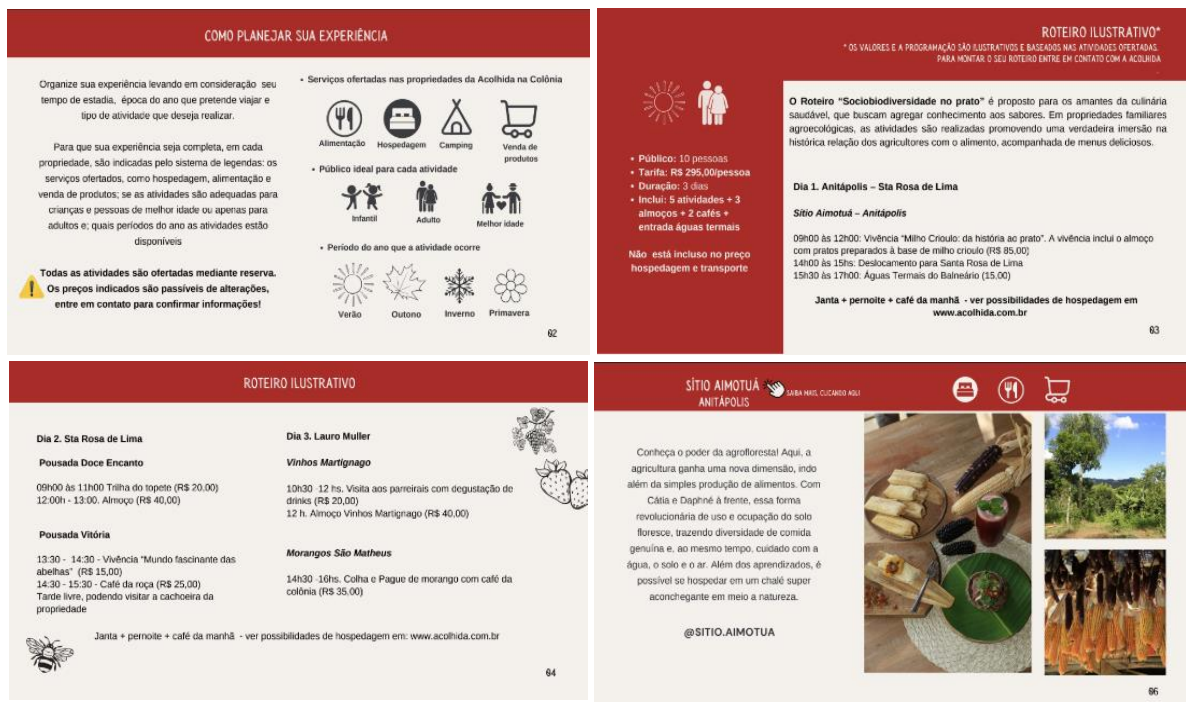 COMO PLANEJAR SUA EXPERIÊNCIA
Organize sua experiência levando em consideração seu
tempo de estadia, época do ano que pretende viajar e
tipo de atividade que deseja realizar.
Para que sua experiência seja completa, em cada
propriedade, são indicados pelo sistema de legendas: os
serviços ofertados, como hospedagem, alimentação e
venda de produtos; se as atividades são adequadas para
crianças e pessoas de melhor idade ou apenas para
adultos e; quais períodos do ano as atividades estão
disponíveis
Todas as atividades são ofertadas mediante reserva.
Os preços indicados são passíveis de alterações,
entre em contato para confirmar informações!
• Serviços ofertadas nas propriedades da Acolhida na Colônia
Alimentação
Hospedagem
Camping
Venda de
produtos
• Público ideal para cada atividade
Infantil
Adulto
Melhor idade
• Período do ano que a atividade ocorre
Verão
Outono
Inverno
Primavera
02
ROTEIRO ILUSTRATIVO*
* OS VALORES E A PROGRAMAÇÃO SÃO ILUSTRATIVOS E BASEADOS NAS ATIVIDADES OFERTADAS.
PARA MONTAR O SEU ROTEIRO ENTRE EM CONTATO COM A ACOLHIDA
• Público: 10 pessoas
• Tarifa: R$ 295,00/pessoa
• Duração: 3 dias
• Inclui: 5 atividades + 3
almoços + 2 cafés +
entrada águas termais
Não está incluso no preço
hospedagem e transporte
O Roteiro “Sociobiodiversidade no prato” é proposto para os amantes da culinária
saudável, que buscam agregar conhecimento aos sabores. Em propriedades familiares
agroecológicas, as atividades são realizadas promovendo uma verdadeira imersão na
histórica relação dos agricultores com o alimento, acompanhada de menus deliciosos.
Dia 1. Anitápolis – Sta Rosa de Lima
Sítio Aimotuá – Anitápolis
09h00 às 12h00: Vivência “Milho Crioulo: da história ao prato”. A vivência inclui o almoço
com pratos preparados à base de milho crioulo (R$ 85,00)
14h00 às 15hs: Deslocamento para Santa Rosa de Lima
15h30 às 17h00: Águas Termais do Balneário (15,00)
Janta + pernoite + café da manhã - ver possibilidades de hospedagem em
www.acolhida.com.br
03
ROTEIRO ILUSTRATIVO
Dia 2. Sta Rosa de Lima
Pousada Doce Encanto
09h00 às 11h00 Trilha do topete (R$ 20,00)
12:00h - 13:00. Almoço (R$ 40,00)
Pousada Vitória
13:30 - 14:30 - Vivência “Mundo fascinante das
abelhas” (R$ 15,00)
14:30 - 15:30 - Café da roça (R$ 25,00)
Tarde livre, podendo visitar a cachoeira da
propriedade
Dia 3. Lauro Muller
Vinhos Martignago
10h30 -12 hs. Visita aos parreirais com degustação de
drinks (R$ 20,00)
12 h. Almoço Vinhos Martignago (R$ 40,00)
Morangos São Matheus
14h30 -16hs. Colha e Pague de morango com café da
colônia (R$ 35,00)
Janta + pernoite + café da manhã - ver possibilidades de hospedagem em: www.acolhida.com.br
04
SÍTIO AIMOTUÁ
ANITÁPOLIS
SAIBA MAIS, CLICANDO AQUI
Conheça o poder da agrofloresta! Aqui, a
agricultura ganha uma nova dimensão, indo
além da simples produção de alimentos. Com
Cátia e Daphné à frente, essa forma
revolucionária de uso e ocupação do solo
floresce, trazendo diversidade de comida
genuína e, ao mesmo tempo, cuidado com a
água, o solo e o ar. Além dos aprendizados, é
possível se hospedar em um chalé super
aconchegante em meio a natureza.
@SITIO.AIMOTUA
06